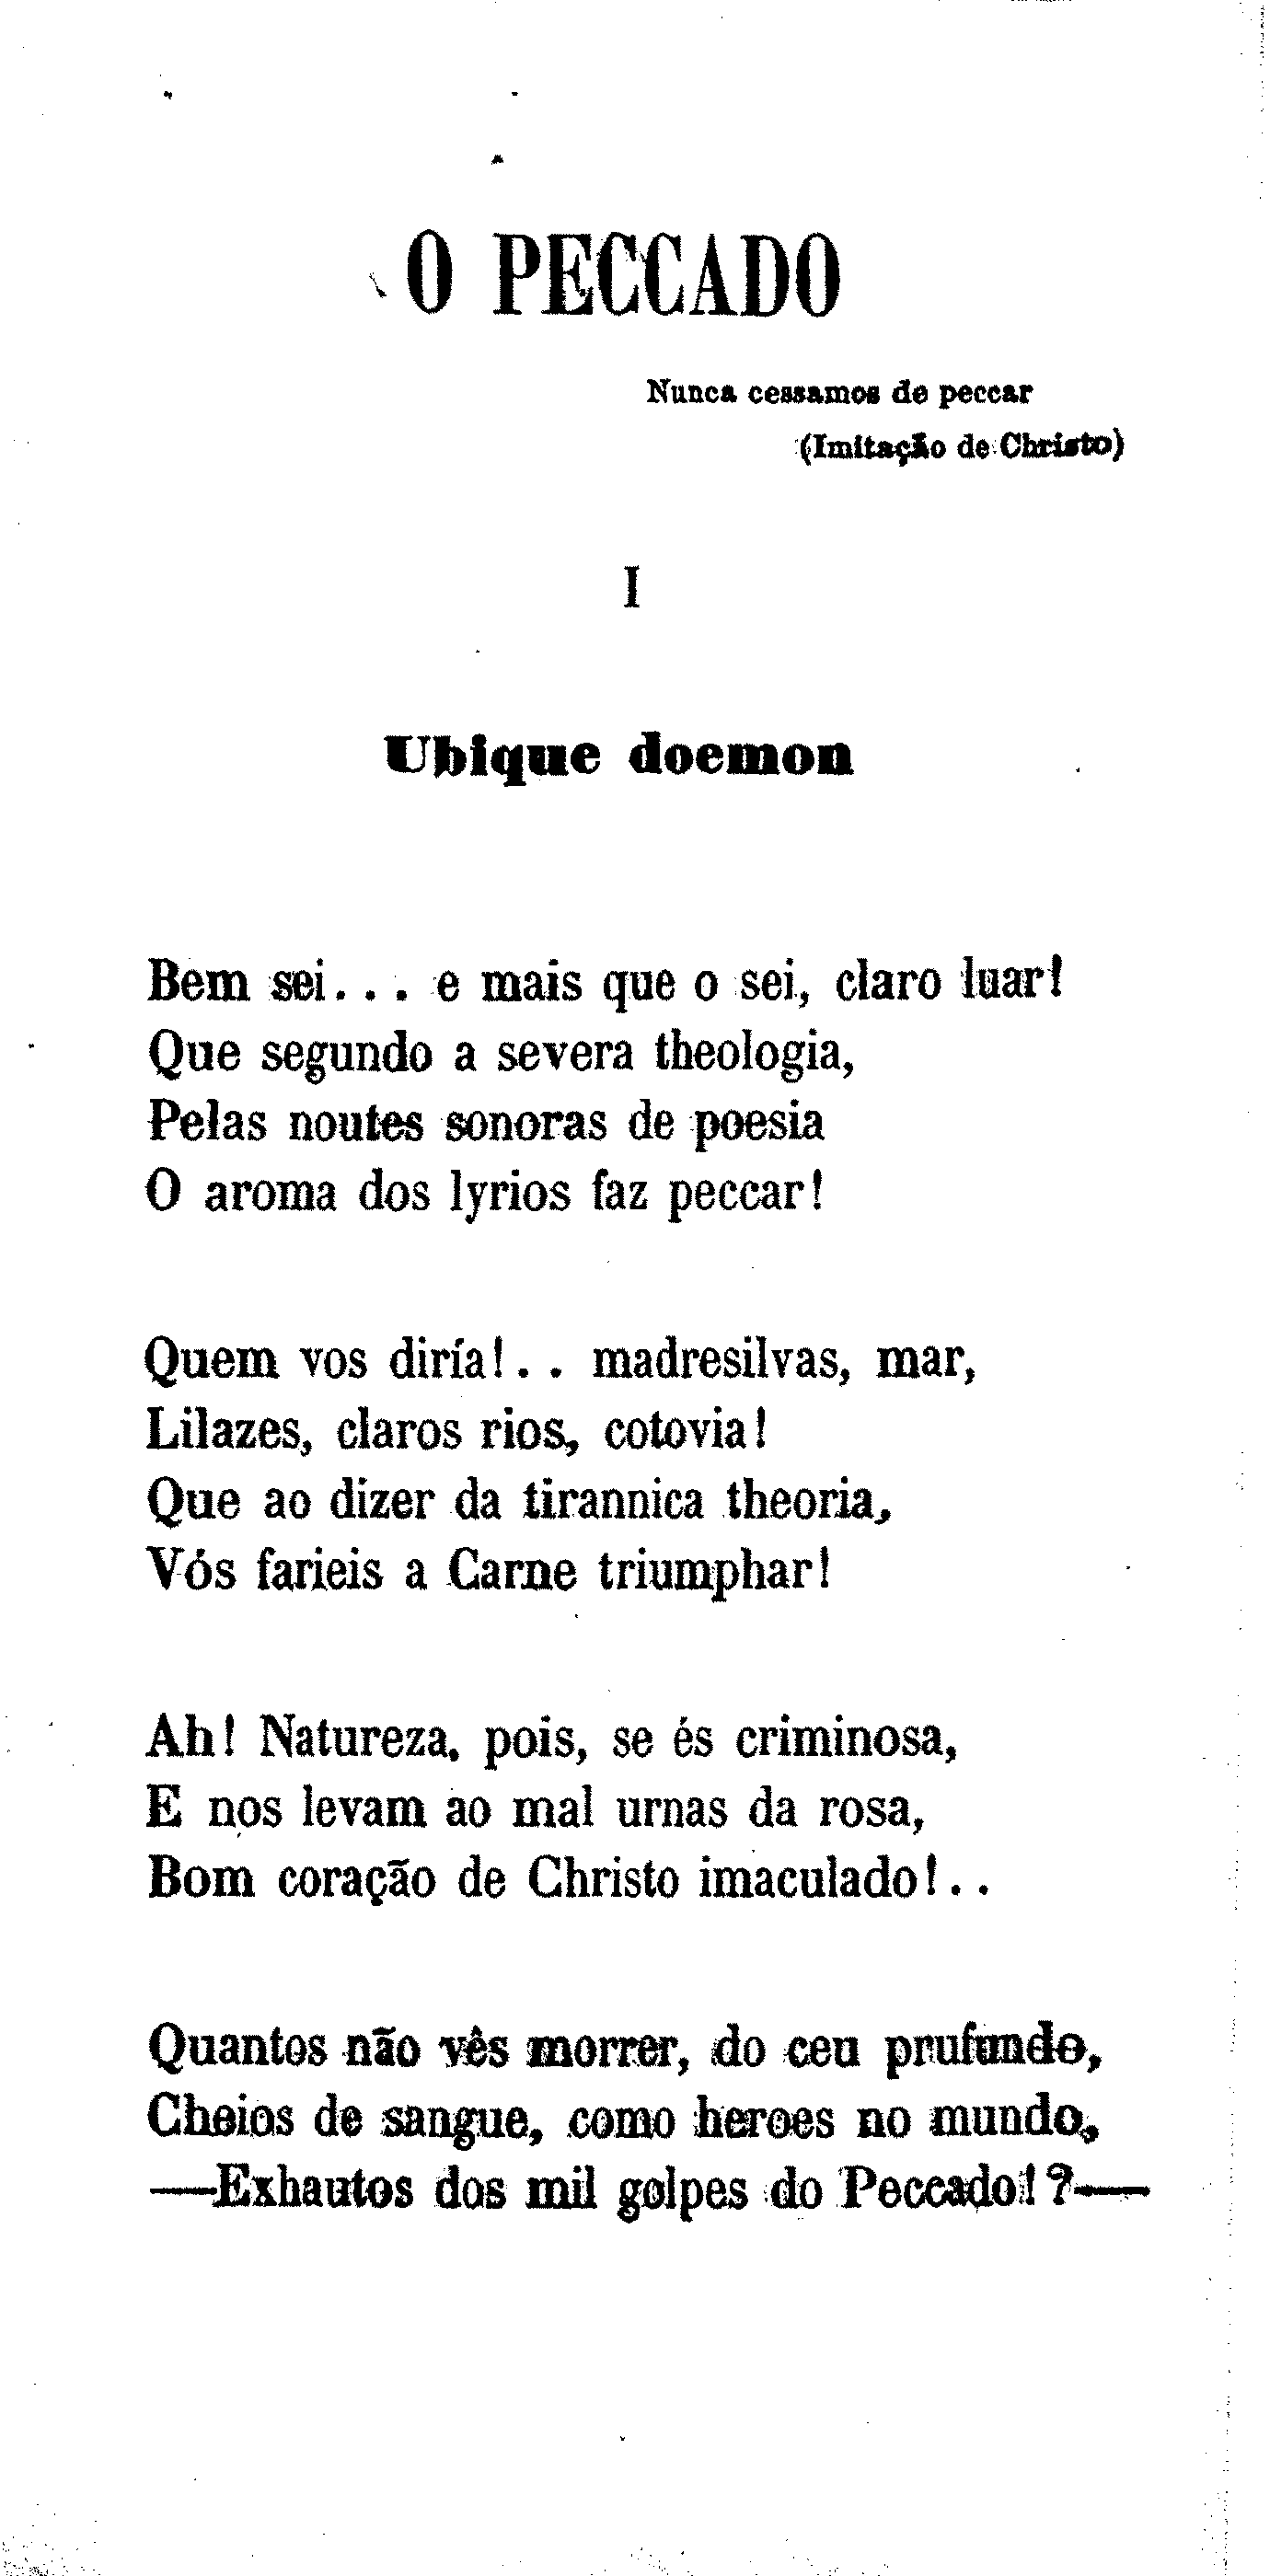 O PECCADO
Nunca cessamos de peccar
(Imitação de Christo)
I
Ubique doemon
Bem sei... e mais que o sei, claro luar!
Que segundo a severa theologia,
Pelas noutes sonoras de poesia
O aroma dos lyrios faz peccar!
Quem vos diría!.. madresilvas, mar,
Lilazes, claros rios, cotovia!
Que ao dizer da tirannica theoria,
Vós farieis a Carne triumphar!
Ah! Natureza, pois, se és criminosa,
E nos levam ao mal urnas da rosa,
Bom coração de Christo imaculado!..
Quantos não vês morrer, do ceu prufundo,
Cheios de sangue, como heroes no mundo,
—Exhautos dos mil golpes do Peccado!?—